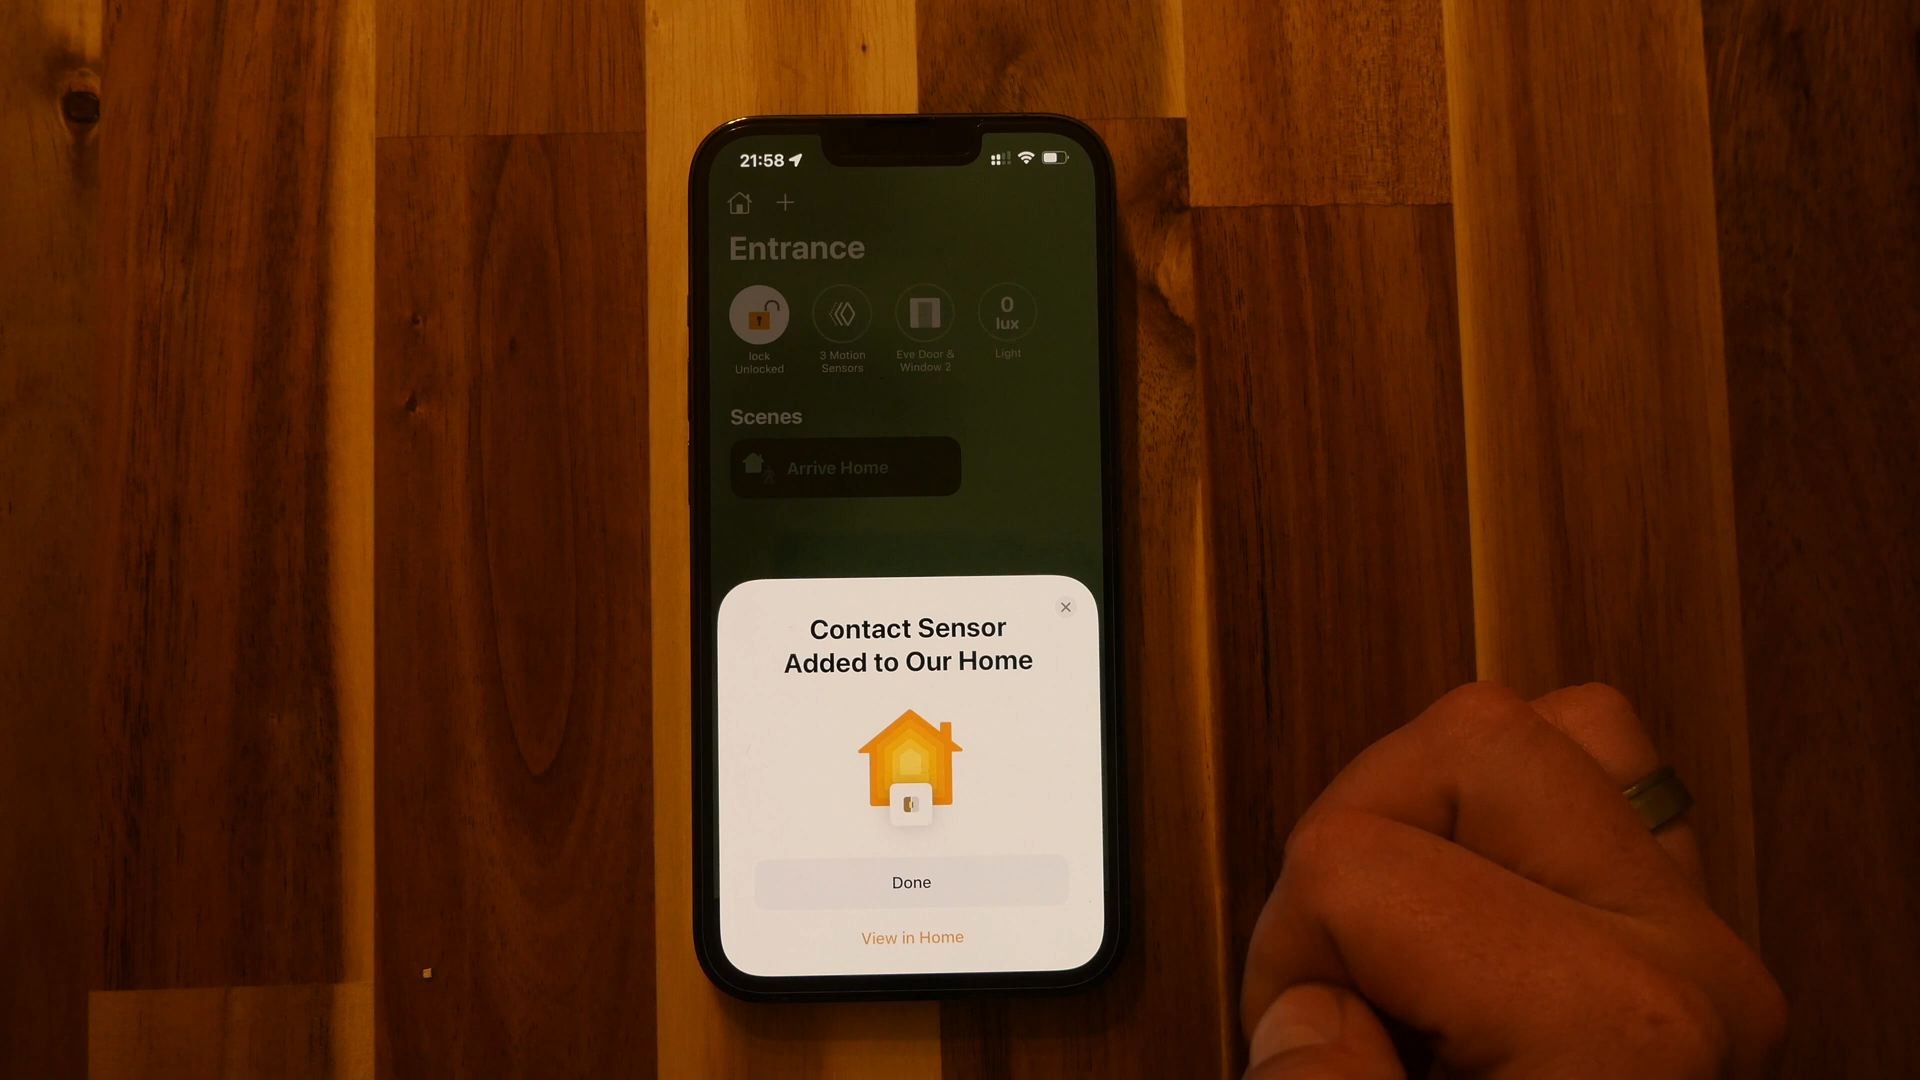 21:58
Entrance
0
lux
lock
Unlocked
3 Motion
Sensors
Eve Door &
Window 2
Light
Scenes
Arrive Home
Contact Sensor
Added to Our Home
Done
View in Home